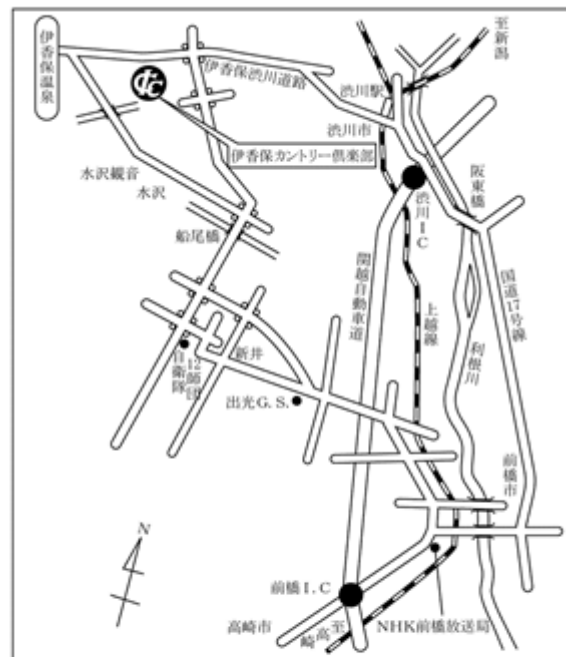 至新潟
伊香保温泉
伊香保渋川道路
渋川駅
渋川市
伊香保カントリー倶楽部
水沢観音
水沢
阪東橋
渋川IC
船尾橋
関越自動車道
上越線
国道17号線
利根川
新井
12師団
自衛隊
出光G.S.
前橋市
N
前橋I.C
高崎市
至高崎
NHK前橋放送局